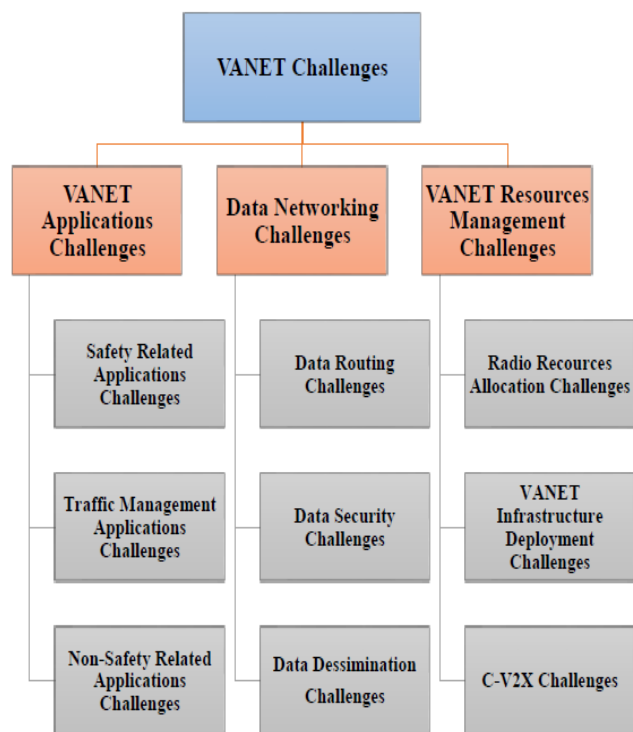 VANET Challenges
VANET
Applications
Challenges
Data Networking
Challenges
VANET Resources
Management
Challenges
Safety Related
Applications
Challenges
Data Routing
Challenges
Radio Recources
Allocation Challenges
Traffic Management
Applications
Challenges
Data Security
Challenges
VANET
Infrastructure
Deployment
Challenges
Non-Safety Related
Applications
Challenges
Data Dessimination
Challenges
C-V2X Challenges